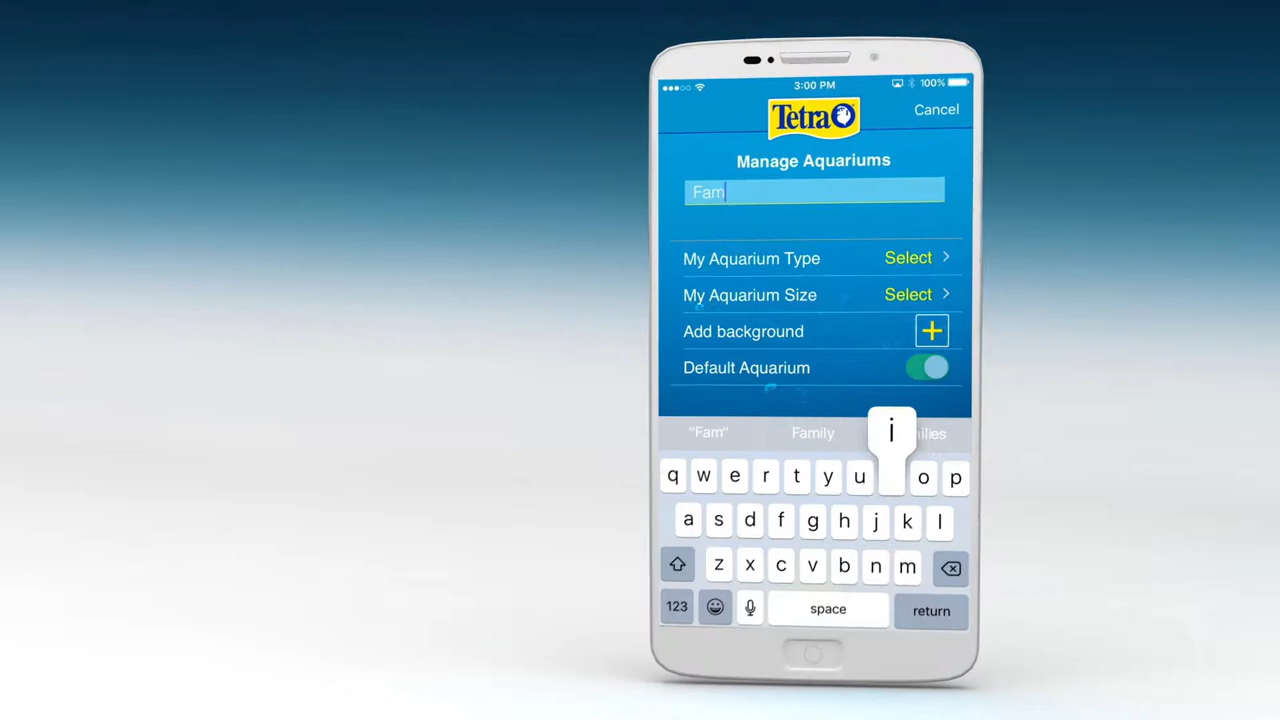 3:00 PM
100%
Tetra
Cancel
Manage Aquariums
Fam
My Aquarium Type Select
My Aquarium Size Select
Add background
Default Aquarium
"Fam" Family
i
q w e r t y u o p
a s d f g h j k l
z x c v b n m
123 space return